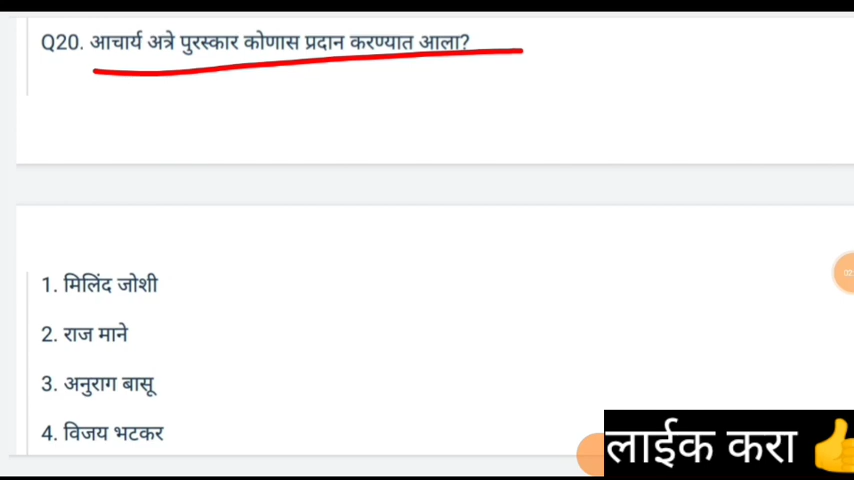 Q20. आचार्य अत्रे पुरस्कार कोणास प्रदान करण्यात आला?
1. मिलिंद जोशी
2. राज माने
3. अनुराग बासू
4. विजय भटकर
लाईक करा 👍